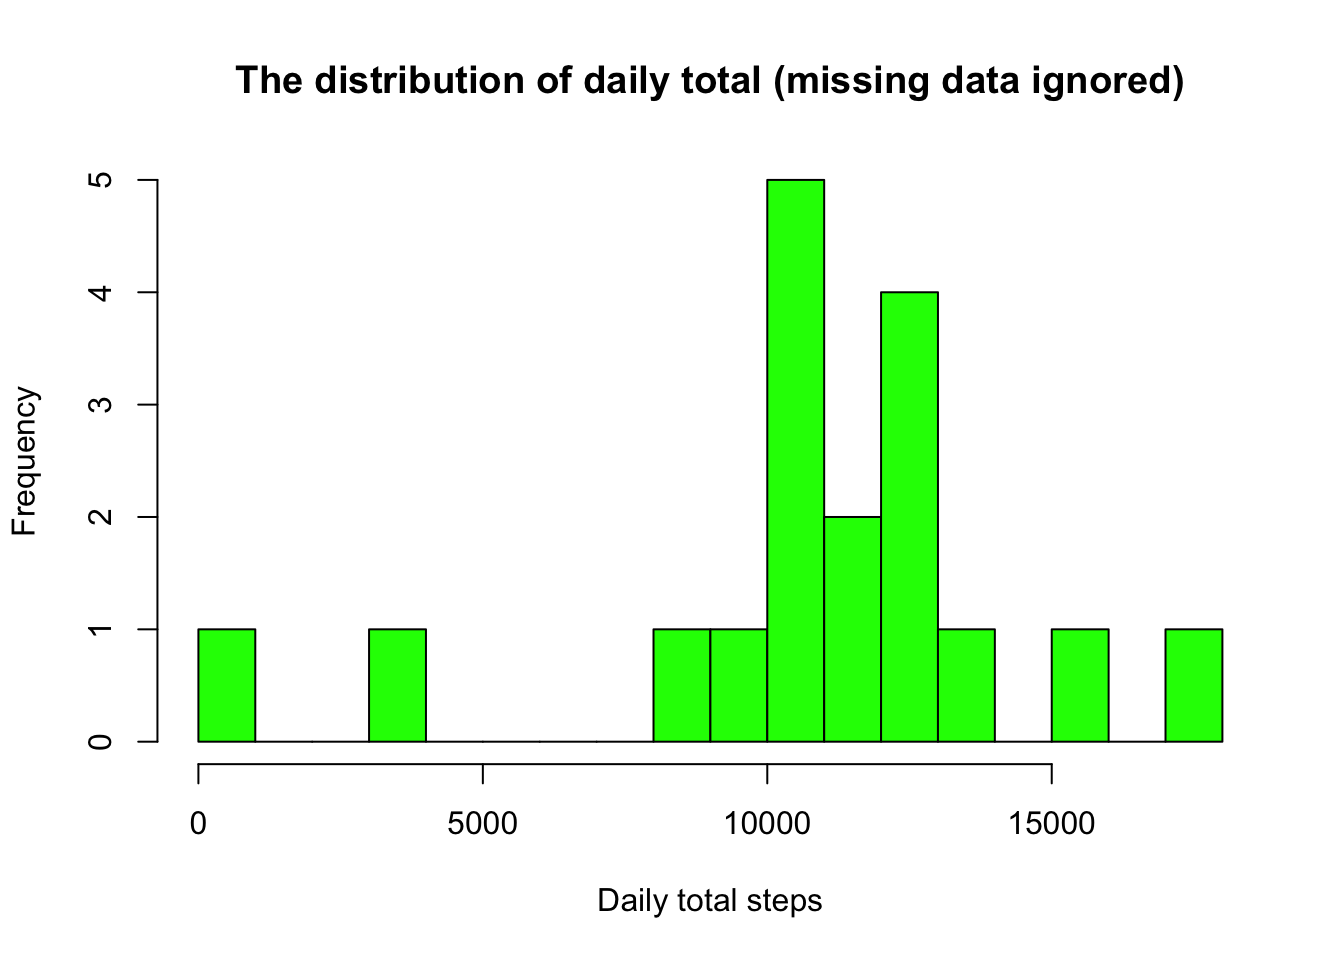 The distribution of daily total (missing data ignored)
5
4
3
2
1
0
Frequency
0 5000 10000 15000
Daily total steps